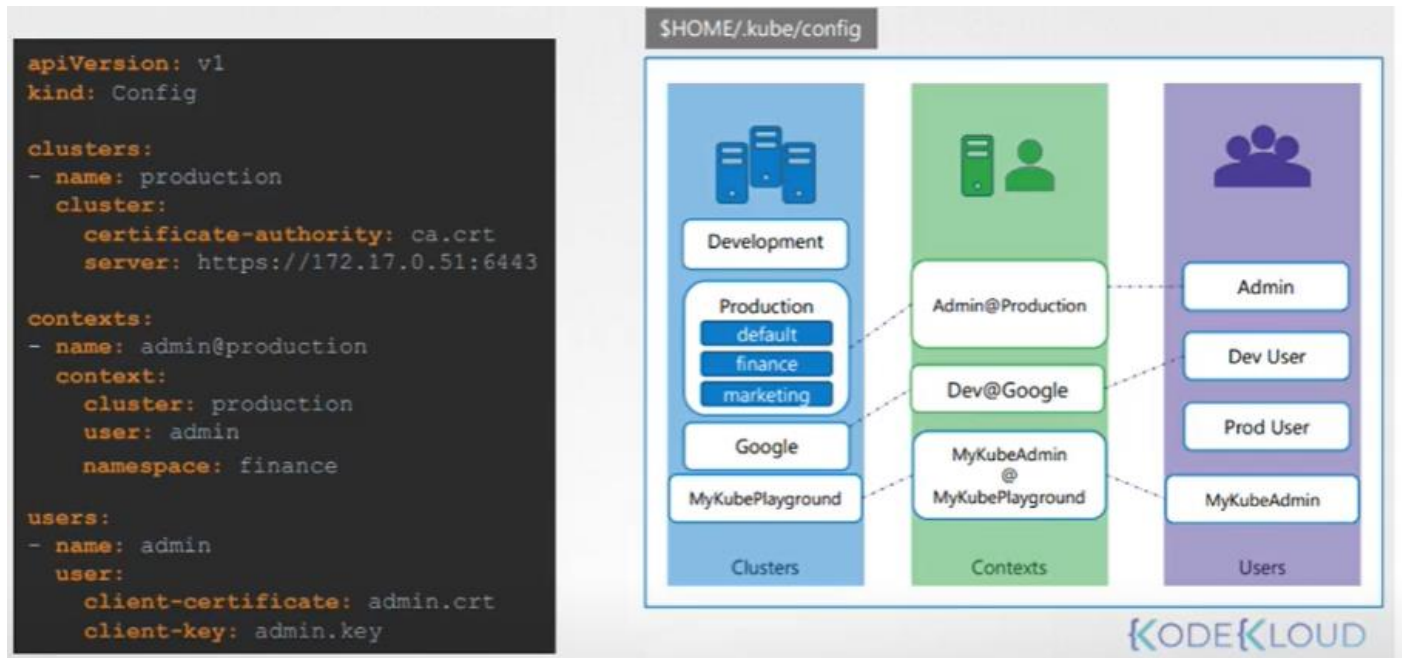 $HOME/.kube/config
apiVersion: v1
kind: Config
clusters:
- name: production
cluster:
certificate-authority: ca.crt
server: https://172.17.0.51:6443
contexts:
- name: admin@production
context:
cluster: production
user: admin
namespace: finance
users:
- name: admin
user:
client-certificate: admin.crt
client-key: admin.key
Development
Production
default
finance
marketing
Google
MyKubePlayground
Clusters
Admin@Production
Dev@Google
MyKubeAdmin
@
MyKubePlayground
Contexts
Admin
Dev User
Prod User
MyKubeAdmin
Users
KODEKLOUD